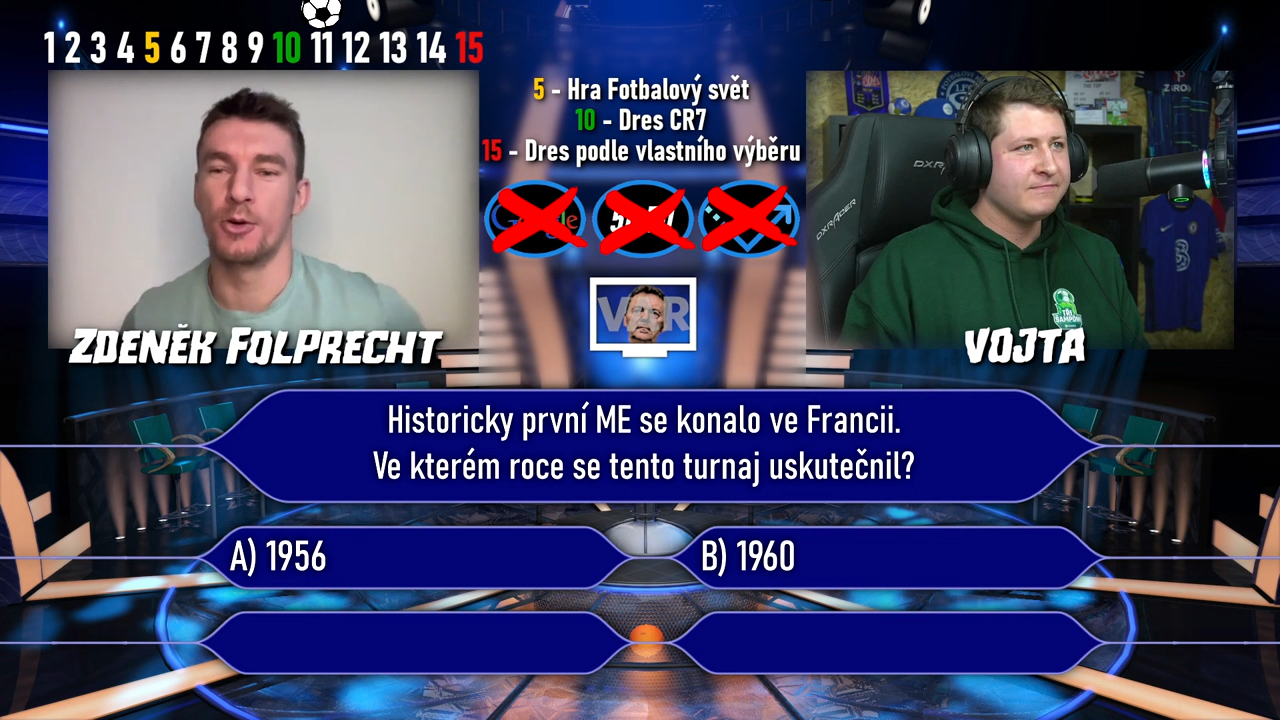 1 2 3 4 5 6 7 8 9 10 11 12 13 14 15
5 - Hra Fotbalový svět
10 - Dres CR7
15 - Dres podle vlastního výběru
ZDENĚK FOLPRECHT
VOJTA
Historicky první ME se konalo ve Francii.
Ve kterém roce se tento turnaj uskutečnil?
A) 1956
B) 1960